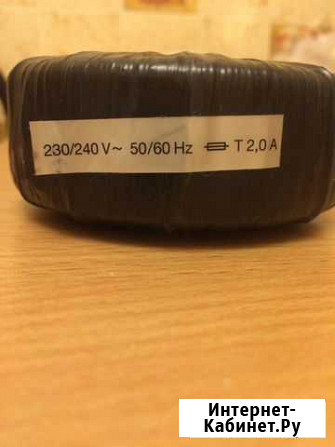 230/240 V~ 50/60 Hz T 2,0 A
Интернет-
Кабинет.Ру